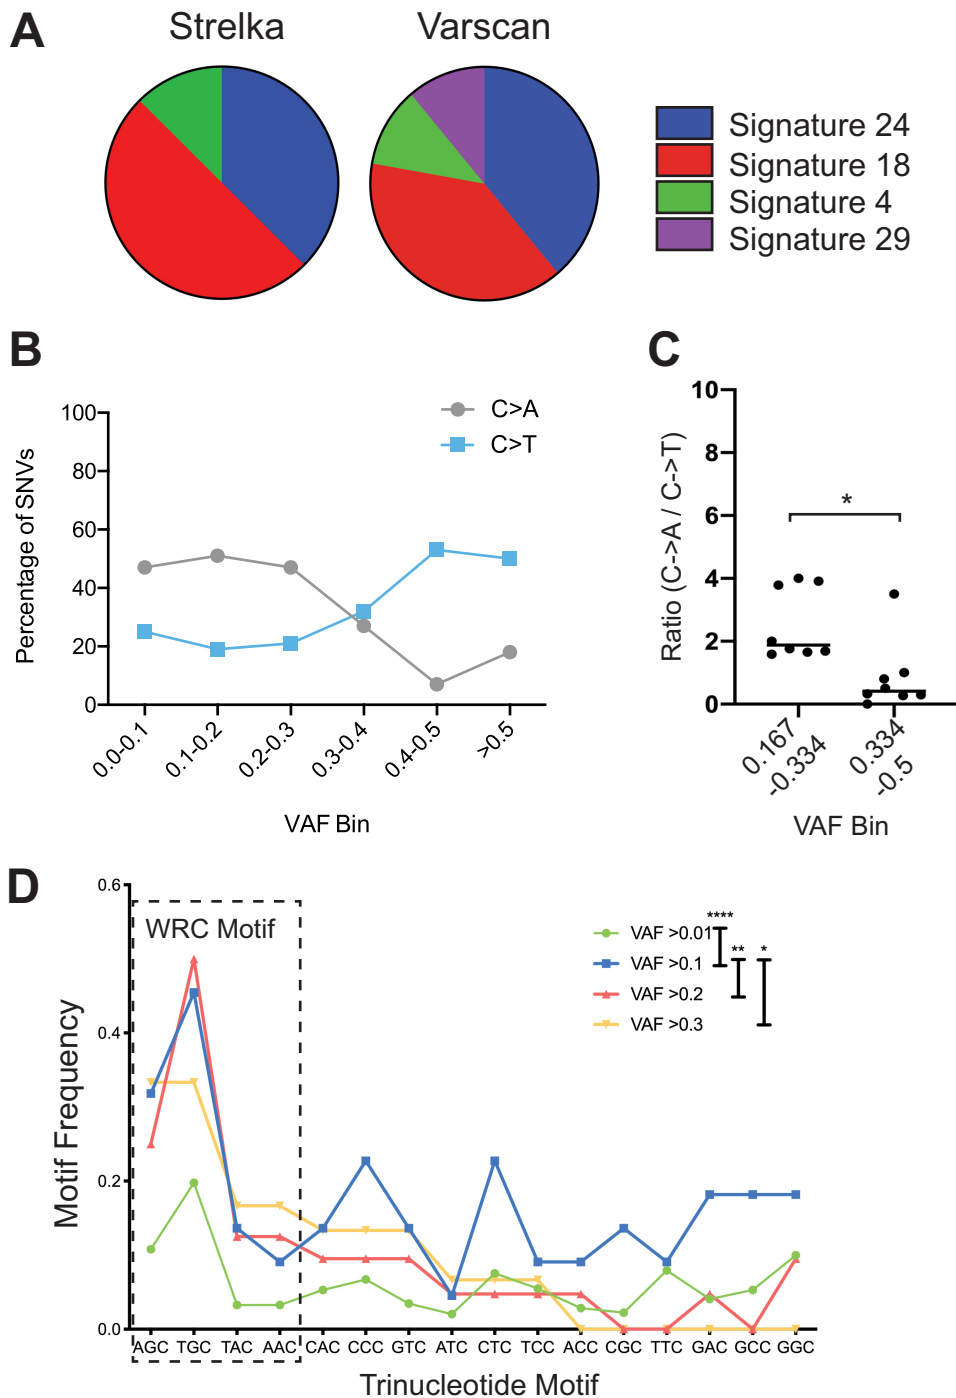 A
Strelka
Varscan
Signature 24
Signature 18
Signature 4
Signature 29
B
C>A
C>T
Percentage of SNVs
100
80
60
40
20
0
0.0-0.1
0.1-0.2
0.2-0.3
0.3-0.4
0.4-0.5
>0.5
VAF Bin
C
Ratio (C->A / C->T)
10
8
6
4
2
0
*
0.167
-0.334
0.334
-0.5
VAF Bin
D
Motif Frequency
0.6
0.4
0.2
0.0
WRC Motif
VAF >0.01
VAF >0.1
VAF >0.2
VAF >0.3
****
**
*
AGC TGC TAC AAC CAC CCC GTC ATC CTC TCC ACC CGC TTC GAC GCC GGC
Trinucleotide Motif